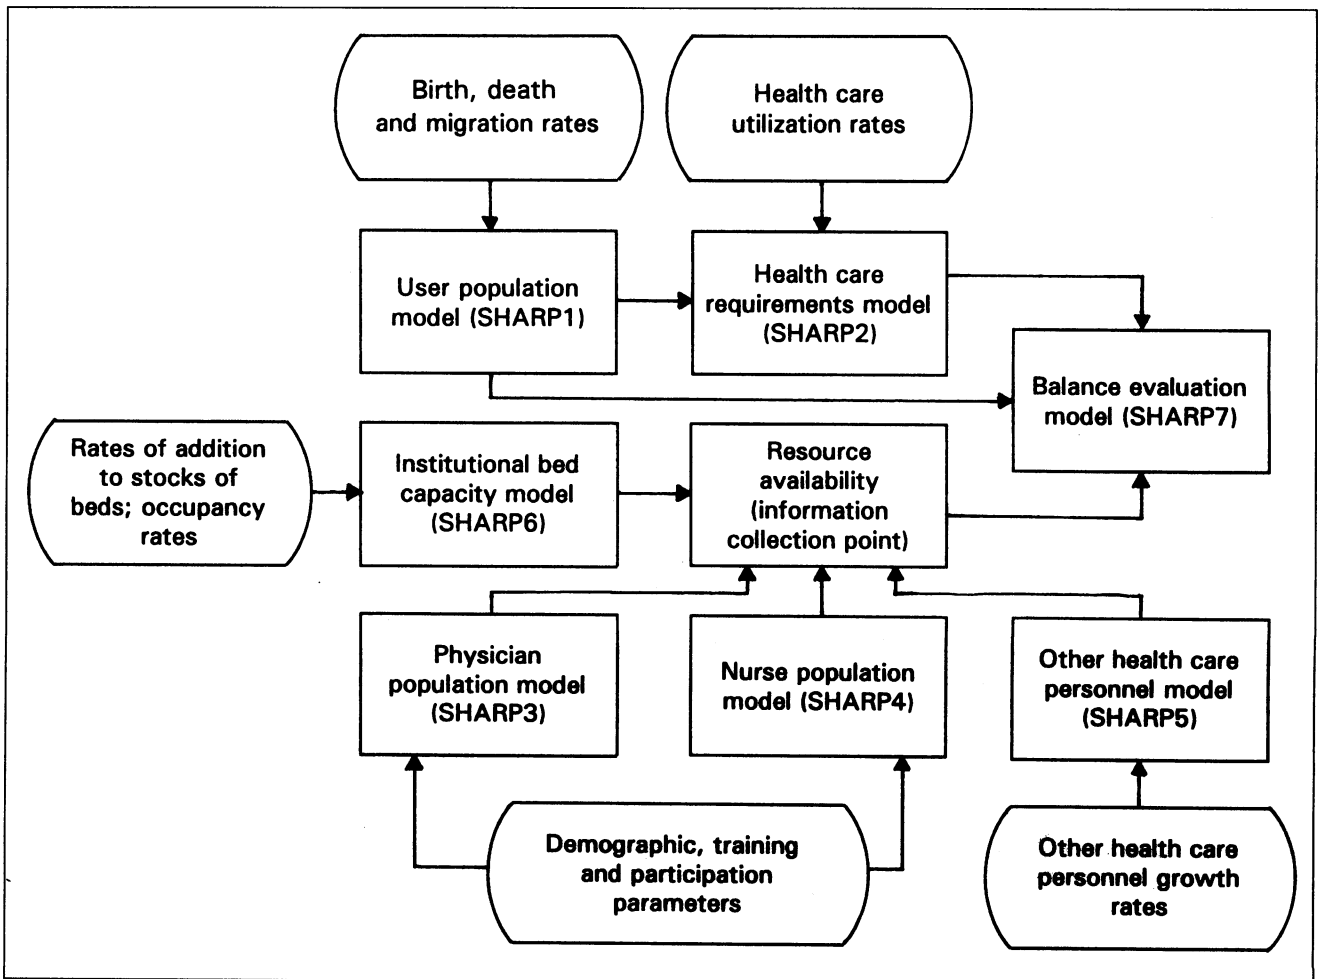 Birth, death
and migration rates
Health care
utilization rates
User population
model (SHARP1)
Health care
requirements model
(SHARP2)
Balance evaluation
model (SHARP7)
Rates of addition
to stocks of
beds; occupancy
rates
Institutional bed
capacity model
(SHARP6)
Resource
availability
(information
collection point)
Physician
population model
(SHARP3)
Nurse population
model (SHARP4)
Other health care
personnel model
(SHARP5)
Demographic, training
and participation
parameters
Other health care
personnel growth
rates